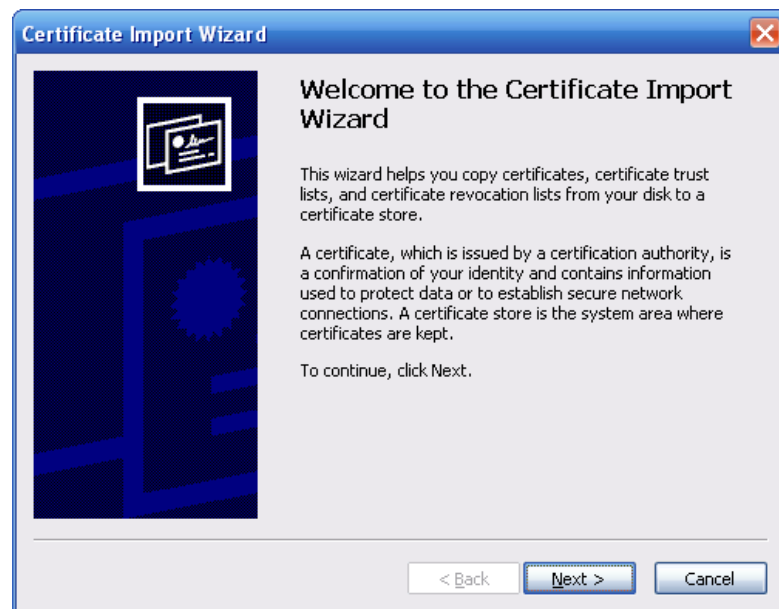 Certificate Import Wizard
Welcome to the Certificate Import
Wizard
This wizard helps you copy certificates, certificate trust
lists, and certificate revocation lists from your disk to a
certificate store.
A certificate, which is issued by a certification authority, is
a confirmation of your identity and contains information
used to protect data or to establish secure network
connections. A certificate store is the system area where
certificates are kept.
To continue, click Next.
< Back
Next >
Cancel